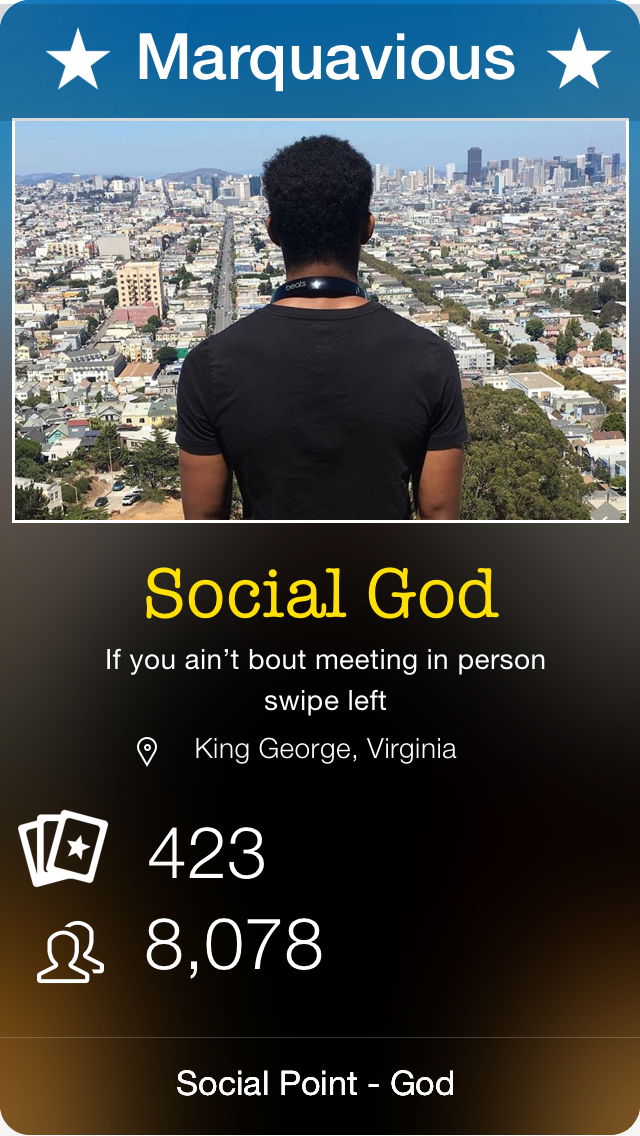 Marquavious
beats
Social God
If you ain’t bout meeting in person
swipe left
King George, Virginia
423
8,078
Social Point - God